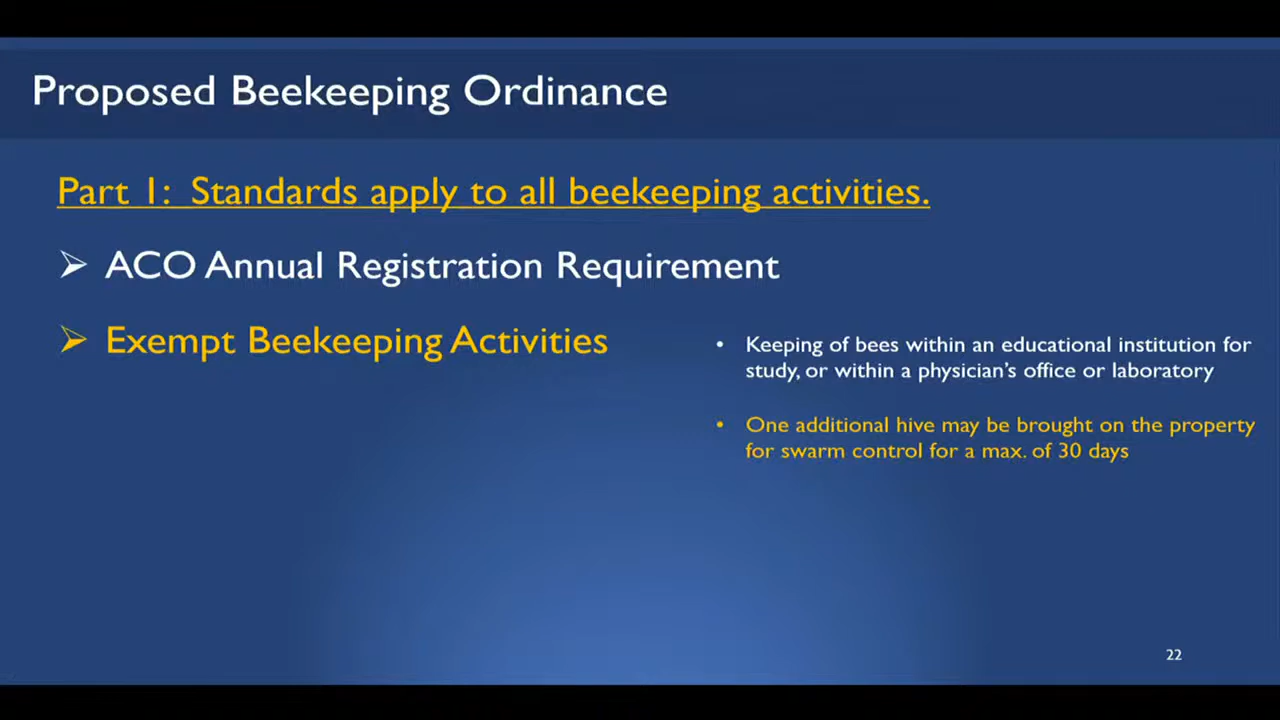 Proposed Beekeeping Ordinance
Part 1: Standards apply to all beekeeping activities.
➢ ACO Annual Registration Requirement
➢ Exempt Beekeeping Activities
• Keeping of bees within an educational institution for
study, or within a physician's office or laboratory
• One additional hive may be brought on the property
for swarm control for a max. of 30 days
22